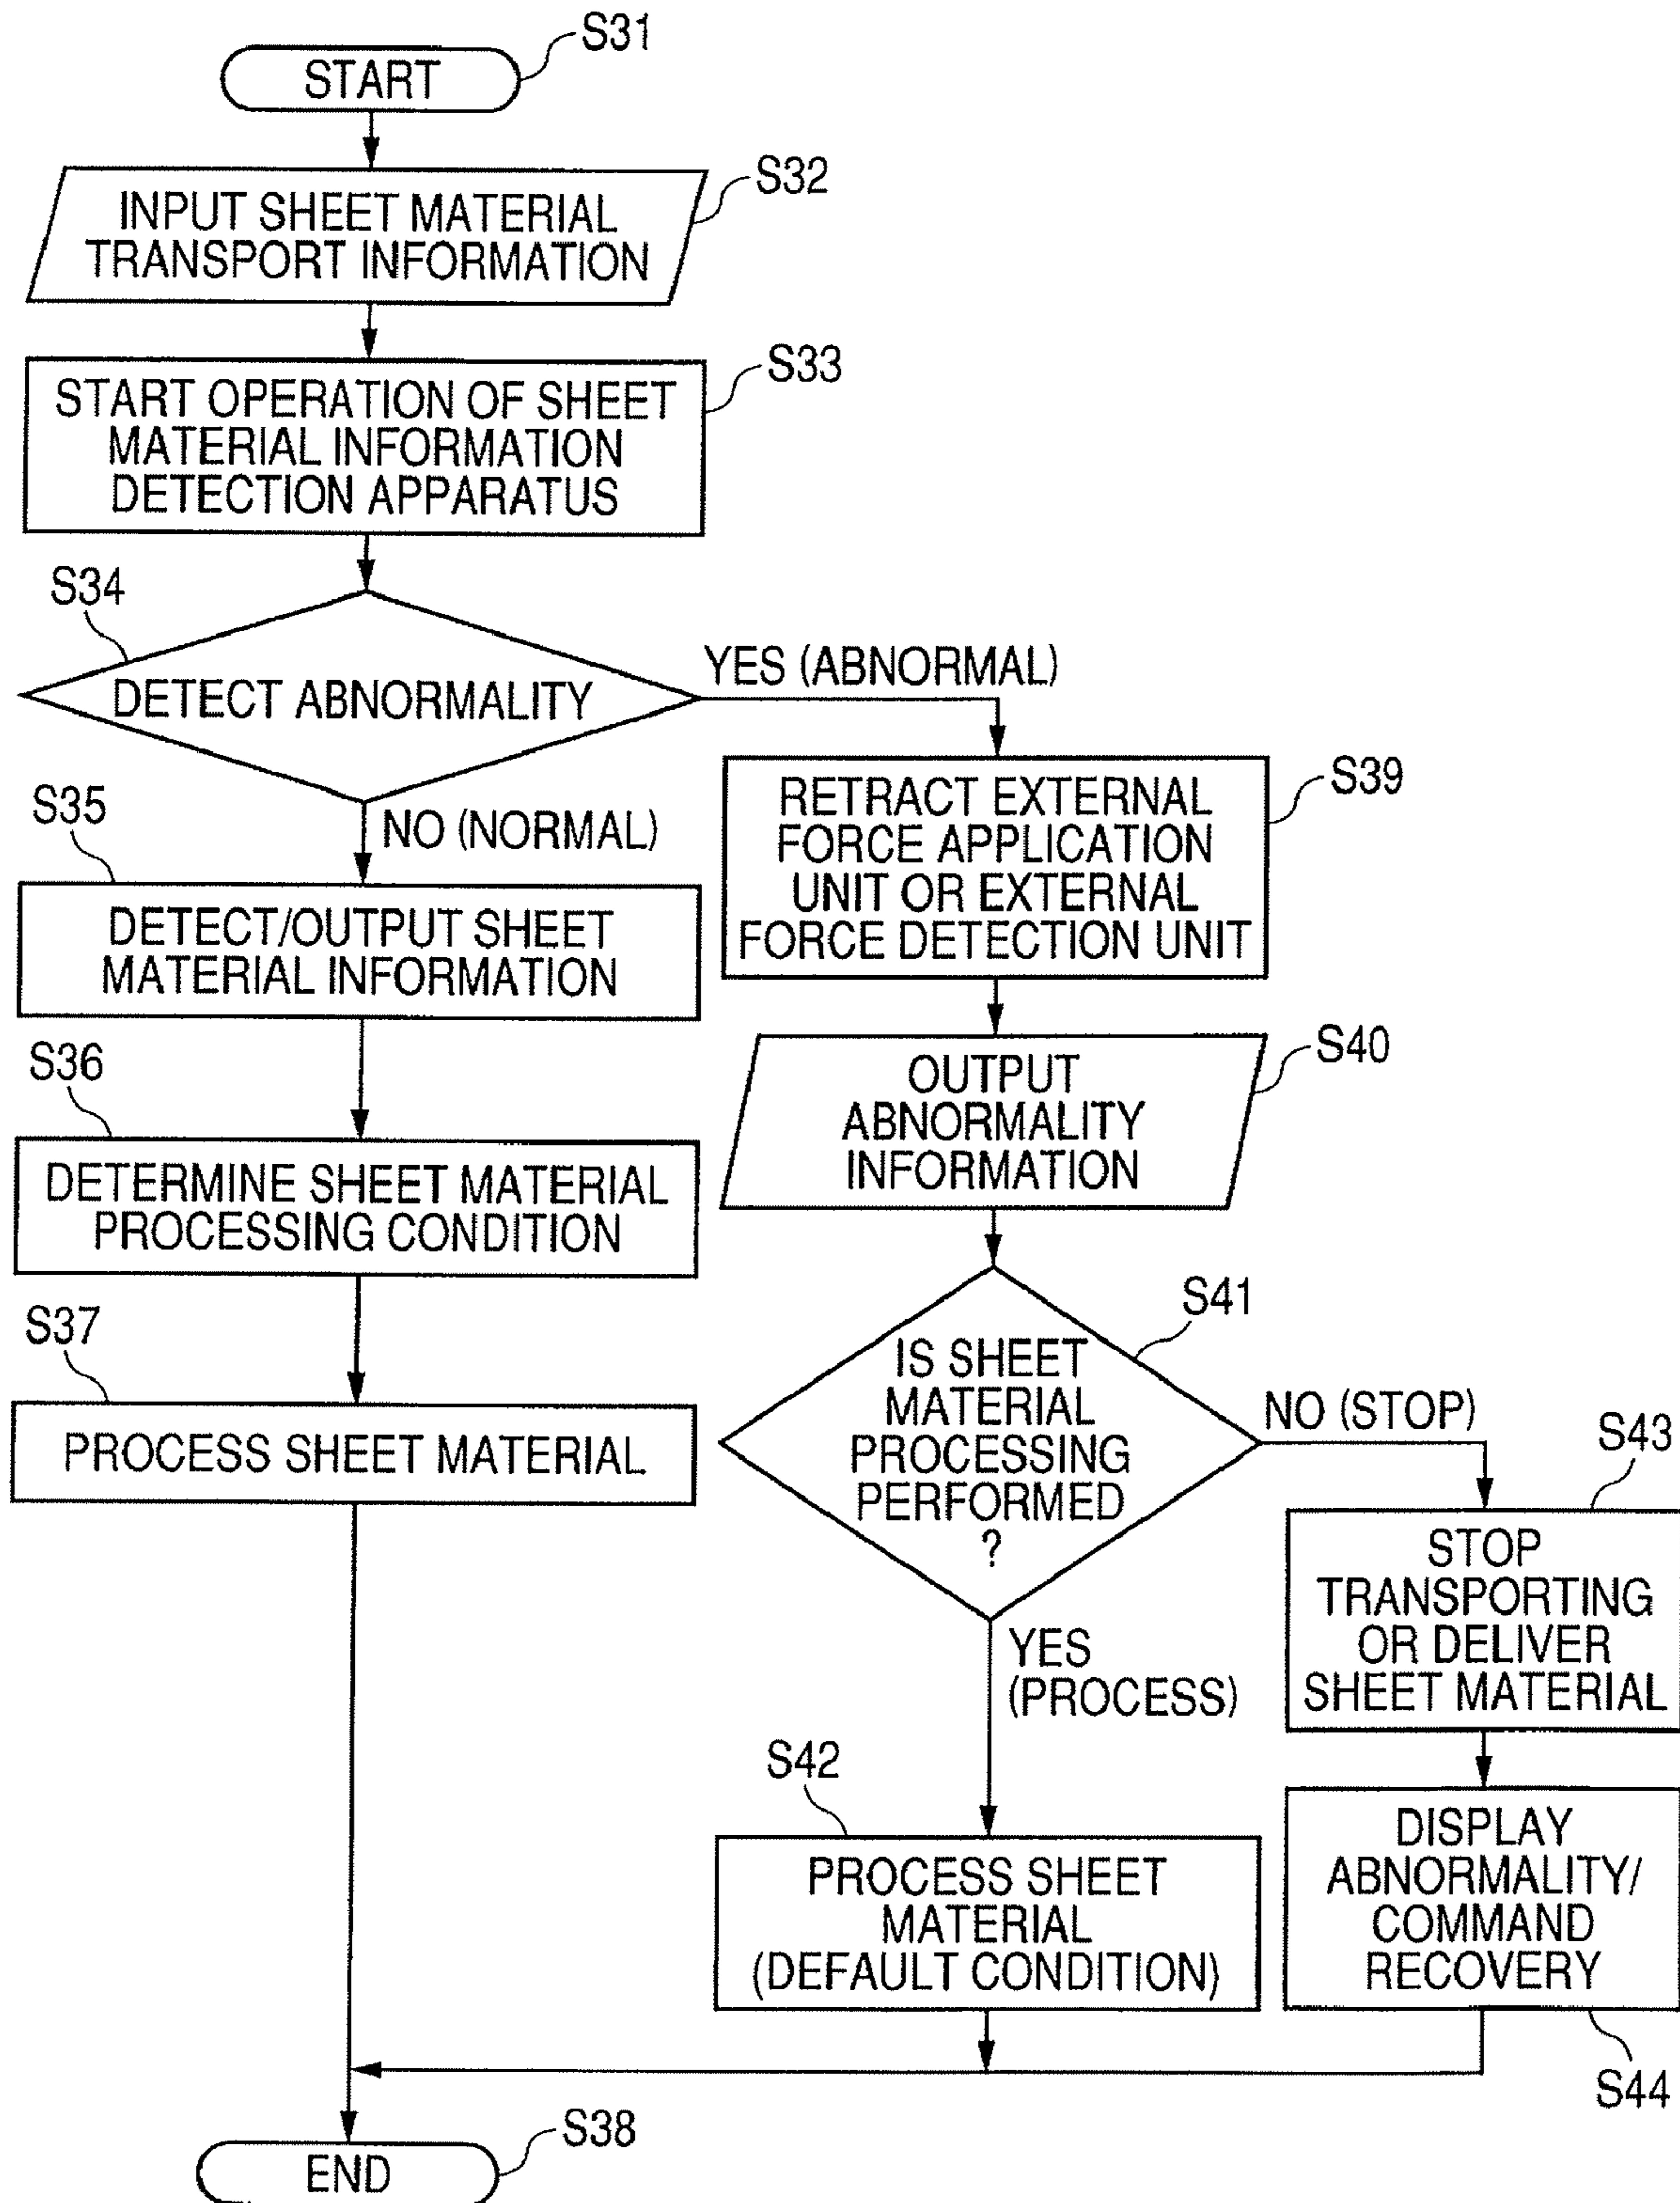 S31
START
S32
INPUT SHEET MATERIAL
TRANSPORT INFORMATION
S33
START OPERATION OF SHEET
MATERIAL INFORMATION
DETECTION APPARATUS
S34
DETECT ABNORMALITY
YES (ABNORMAL)
NO (NORMAL)
S35
DETECT/OUTPUT SHEET
MATERIAL INFORMATION
S36
DETERMINE SHEET MATERIAL
PROCESSING CONDITION
S37
PROCESS SHEET MATERIAL
S39
RETRACT EXTERNAL
FORCE APPLICATION
UNIT OR EXTERNAL
FORCE DETECTION UNIT
S40
OUTPUT
ABNORMALITY
INFORMATION
S41
IS SHEET
MATERIAL
PROCESSING
PERFORMED
?
NO (STOP)
YES
(PROCESS)
S42
PROCESS SHEET
MATERIAL
(DEFAULT CONDITION)
S43
STOP
TRANSPORTING
OR DELIVER
SHEET MATERIAL
DISPLAY
ABNORMALITY/
COMMAND
RECOVERY
S44
S38
END